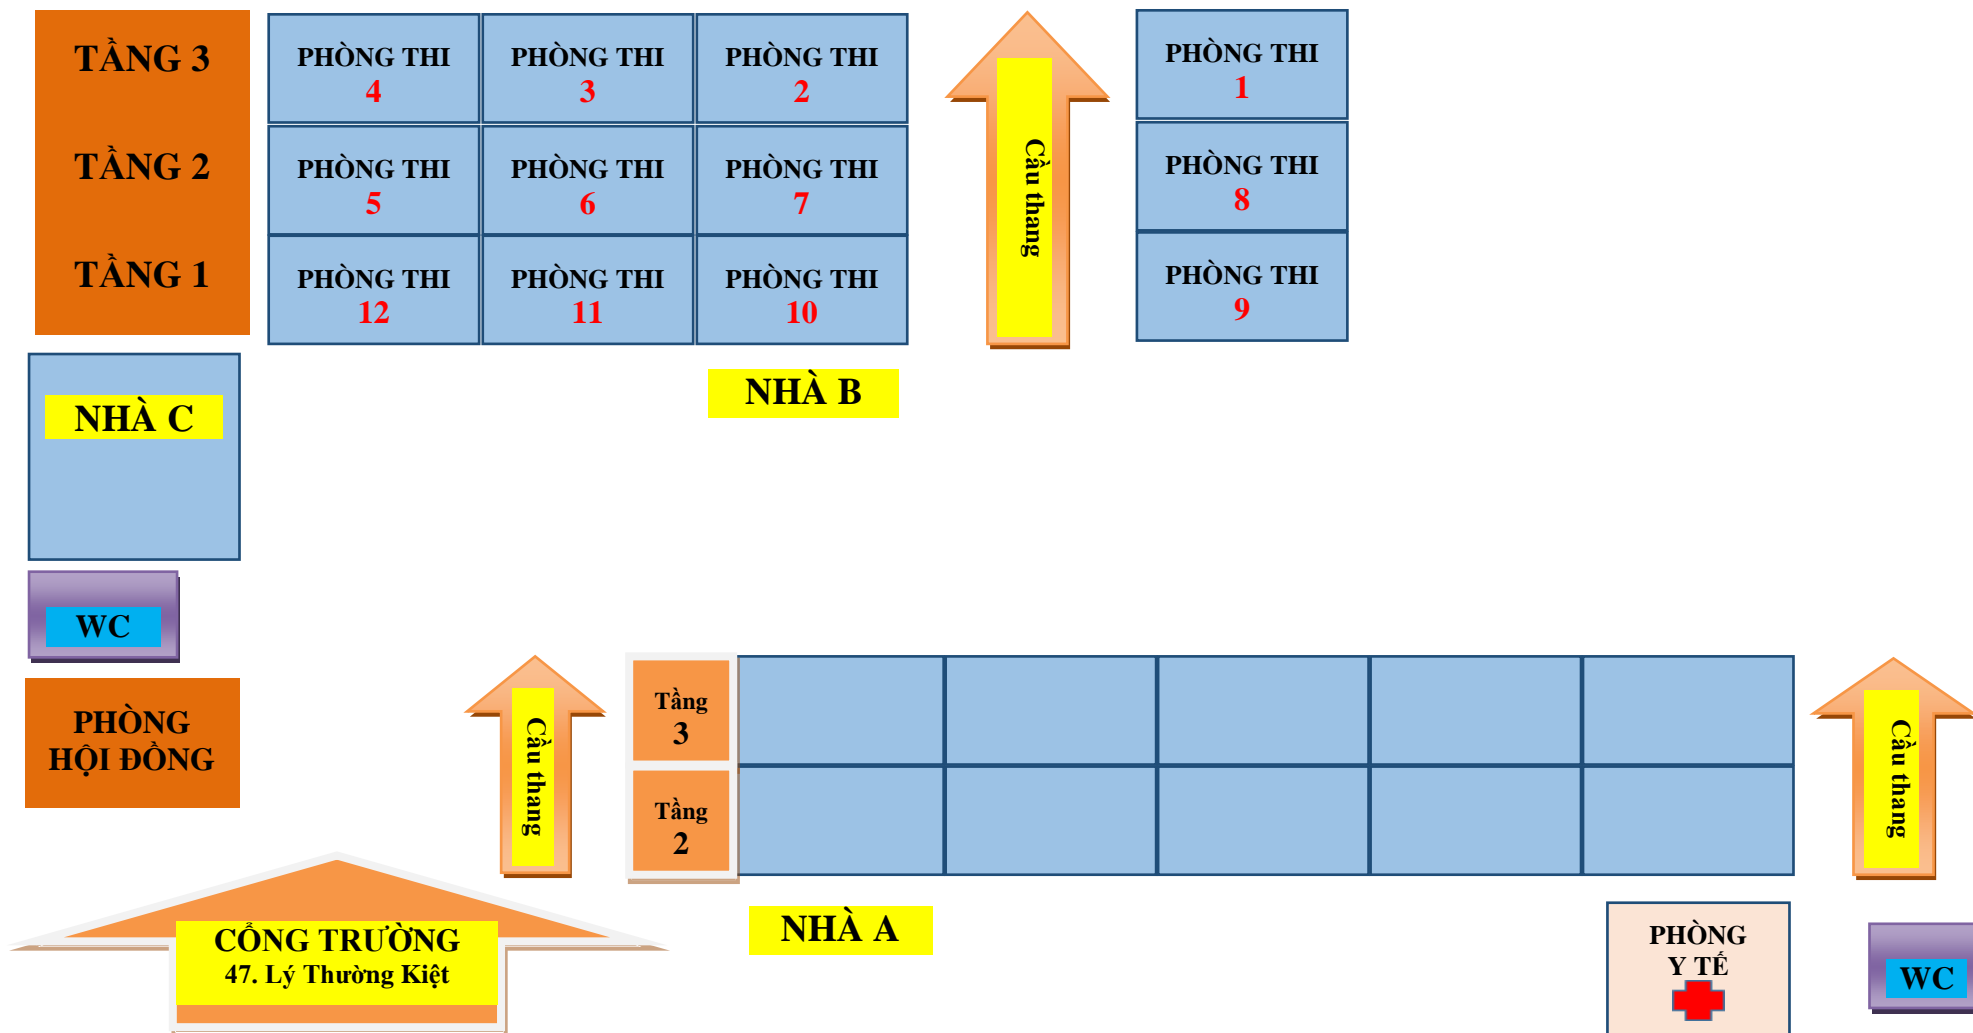 TẦNG 3
PHÒNG THI
4
PHÒNG THI
3
PHÒNG THI
2
PHÒNG THI
1
TẦNG 2
PHÒNG THI
5
PHÒNG THI
6
PHÒNG THI
7
Cầu thang
PHÒNG THI
8
TẦNG 1
PHÒNG THI
12
PHÒNG THI
11
PHÒNG THI
10
PHÒNG THI
9
NHÀ B
NHÀ C
WC
PHÒNG
HỘI ĐỒNG
Cầu thang
Tầng
3
Tầng
2
Cầu thang
CỔNG TRƯỜNG
47. Lý Thường Kiệt
NHÀ A
PHÒNG
Y TẾ
WC